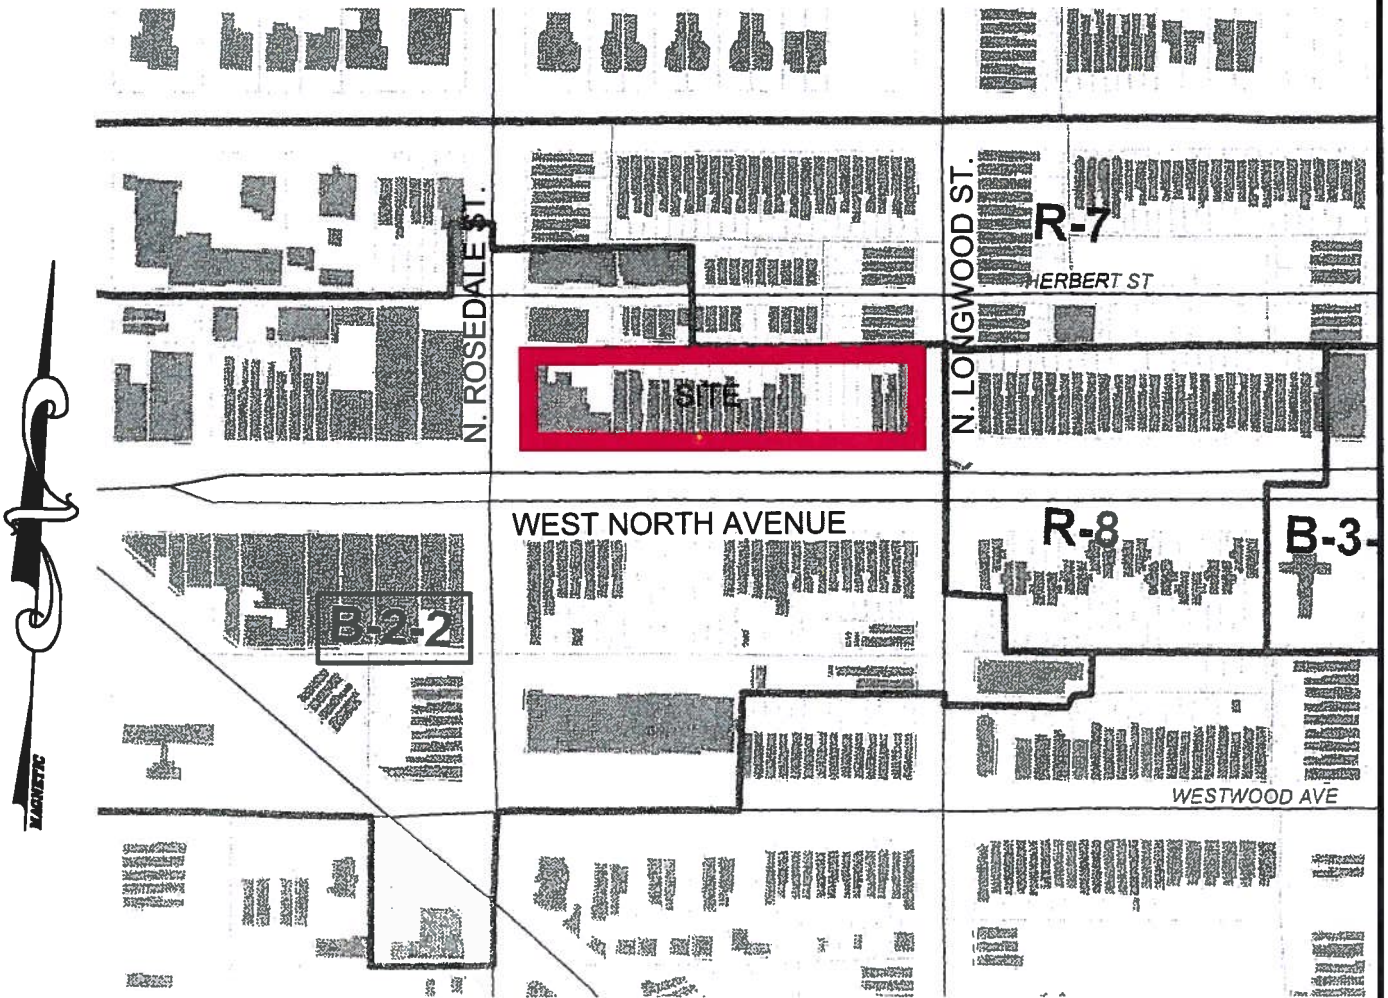 N. ROSEDALE ST.
N. LONGWOOD ST.
R-7
HERBERT ST
SITE
WEST NORTH AVENUE
R-8
B-3-
B-2-2
MAGNETIC
WESTWOOD AVE